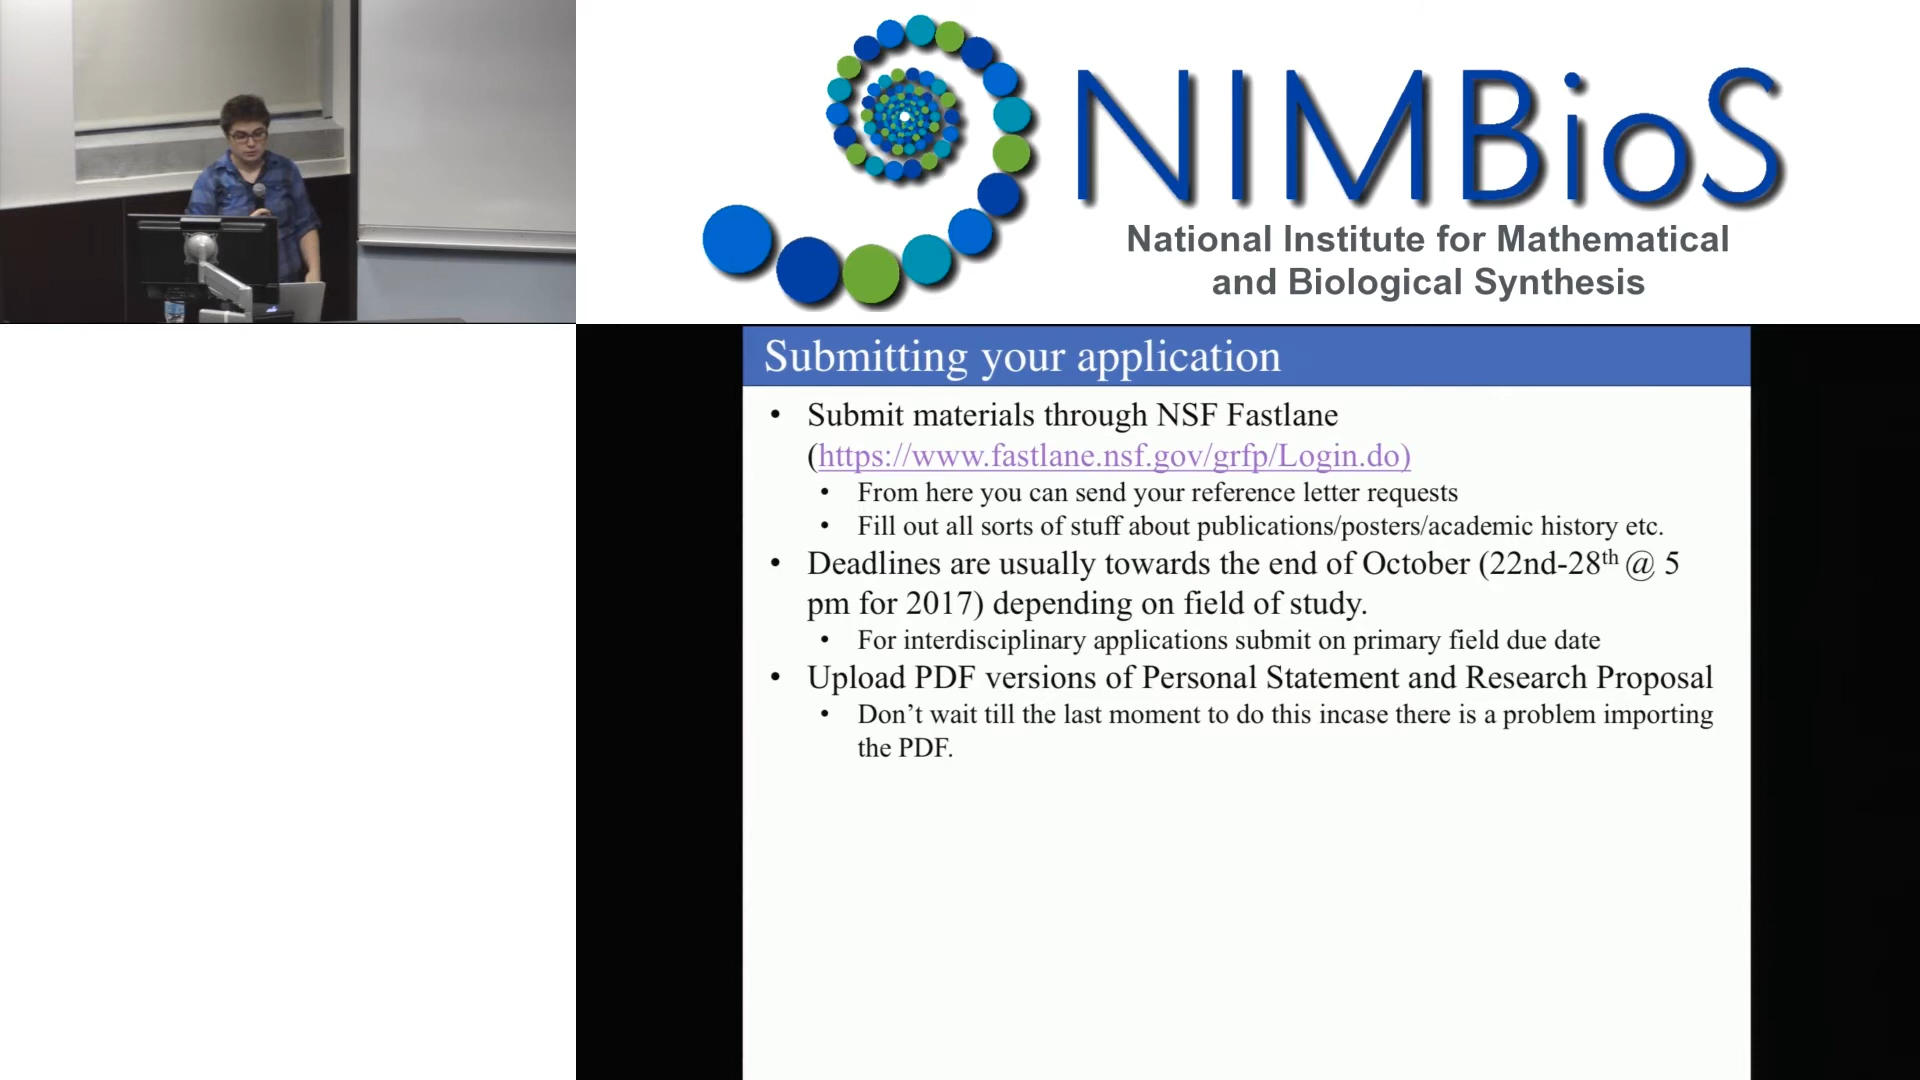 NIMBioS
National Institute for Mathematical
and Biological Synthesis
Submitting your application
• Submit materials through NSF Fastlane
(https://www.fastlane.nsf.gov/grfp/Login.do)
• From here you can send your reference letter requests
• Fill out all sorts of stuff about publications/posters/academic history etc.
• Deadlines are usually towards the end of October (22nd-28th @ 5
pm for 2017) depending on field of study.
• For interdisciplinary applications submit on primary field due date
• Upload PDF versions of Personal Statement and Research Proposal
• Don’t wait till the last moment to do this incase there is a problem importing
the PDF.